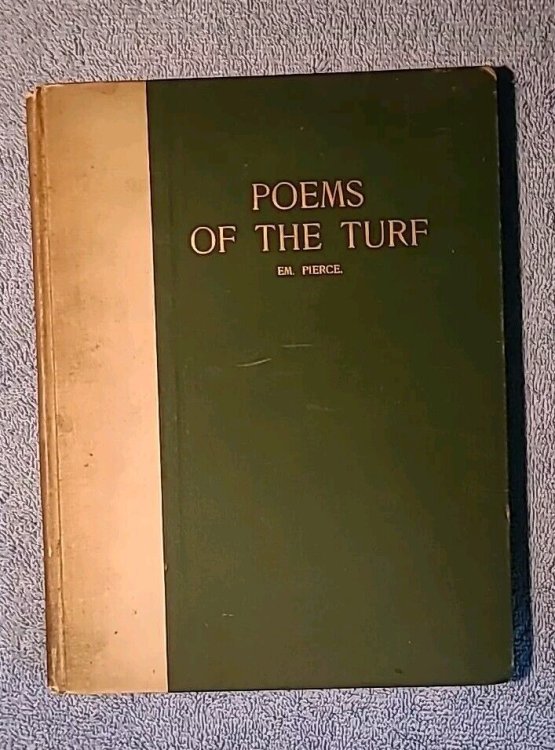 POEMS
OF THE TURF
EM. PIERCE.